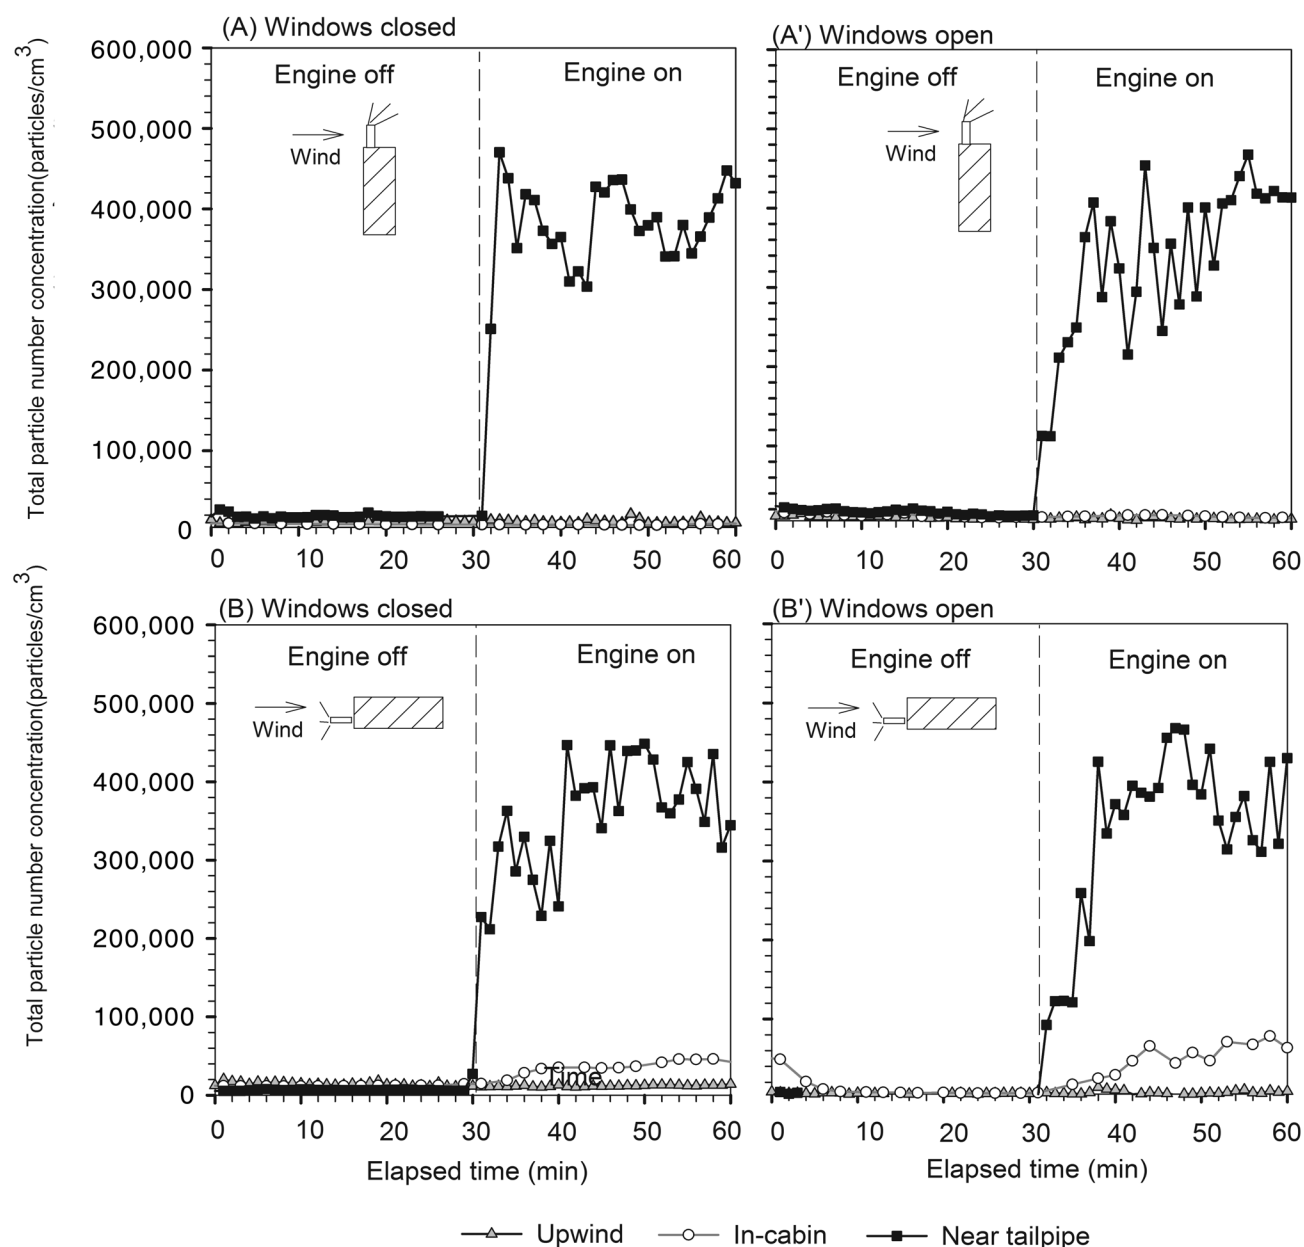 (A) Windows closed
(A') Windows open
Total particle number concentration(particles/cm3)
600,000
500,000
400,000
300,000
200,000
100,000
0
Engine off
Engine on
Wind
Engine off
Engine on
Wind
0 10 20 30 40 50 60
0 10 20 30 40 50 60
(B) Windows closed
(B') Windows open
Total particle number concentration(particles/cm3)
600,000
500,000
400,000
300,000
200,000
100,000
0
Engine off
Engine on
Wind
Time
Engine off
Engine on
Wind
0 10 20 30 40 50 60
0 10 20 30 40 50 60
Elapsed time (min)
Elapsed time (min)
Upwind In-cabin Near tailpipe